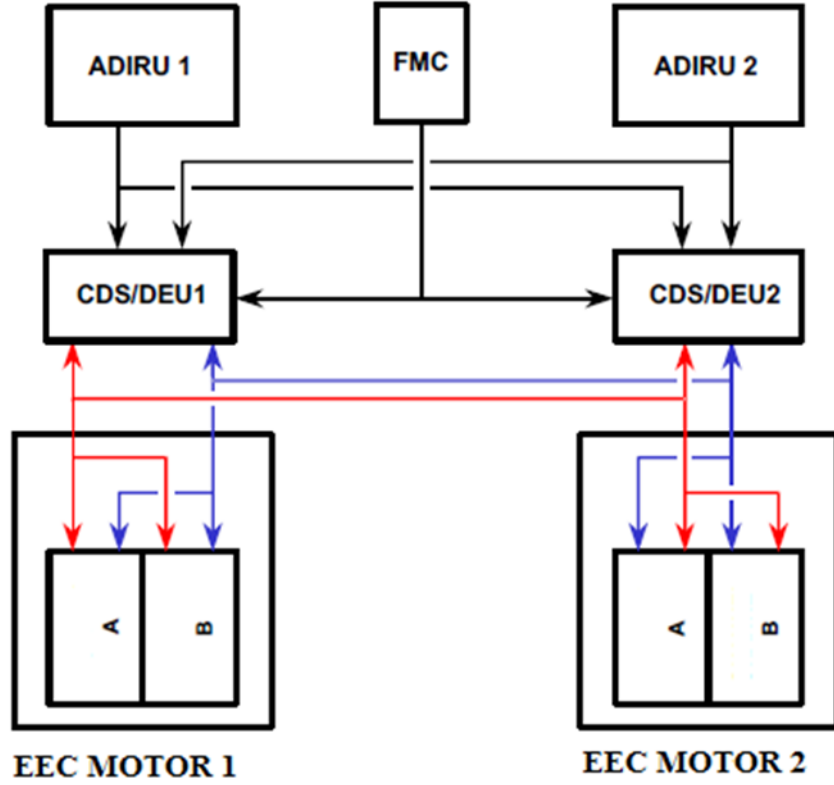 ADIRU 1
FMC
ADIRU 2
CDS/DEU1
CDS/DEU2
A
B
A
B
EEC MOTOR 1
EEC MOTOR 2